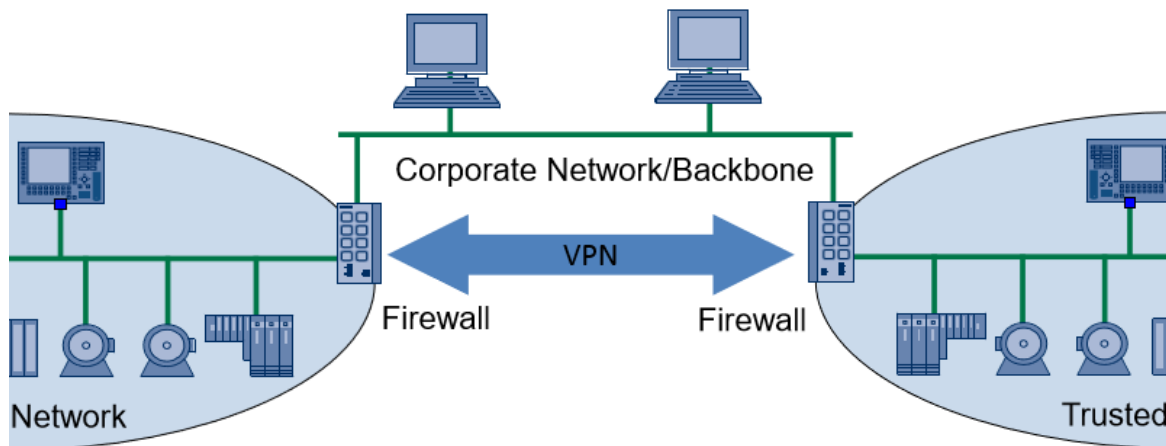 Corporate Network/Backbone
VPN
Firewall
Firewall
Network
Trusted